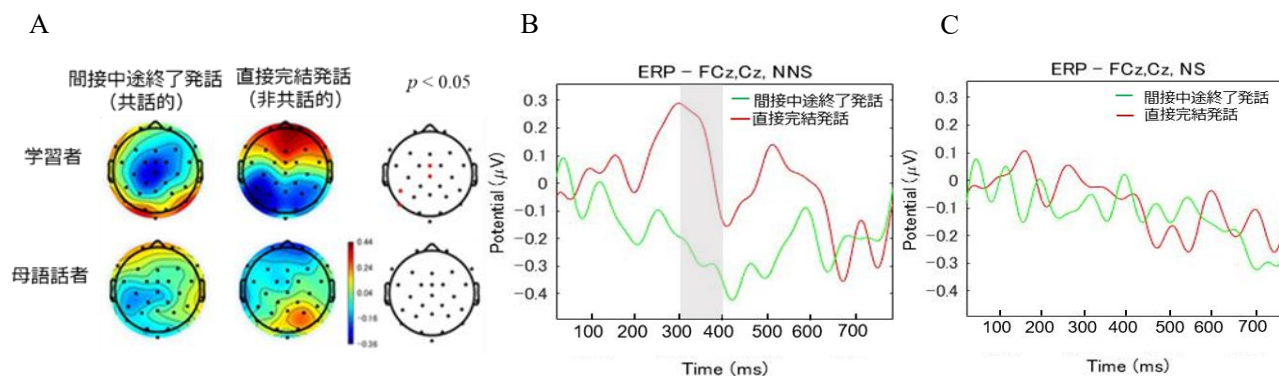 A
間接中途終了発話
（共話的）
直接完結発話
（非共話的）
p < 0.05
学習者
母語話者
0.44
0.24
0.04
-0.16
-0.36
B
ERP - FCz,Cz, NNS
間接中途終了発話
直接完結発話
Potential (μV)
0.3
0.2
0.1
0
-0.1
-0.2
-0.3
-0.4
100 200 300 400 500 600 700
Time (ms)
C
ERP - FCz,Cz, NS
間接中途終了発話
直接完結発話
Potential (μV)
0.3
0.2
0.1
0
-0.1
-0.2
-0.3
-0.4
100 200 300 400 500 600 700
Time (ms)